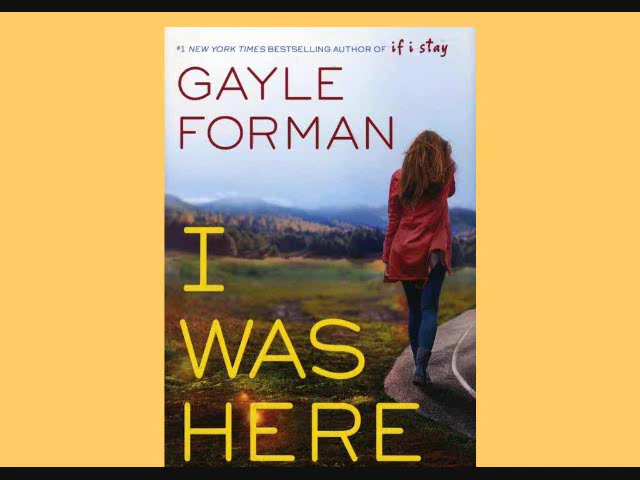 #1 NEW YORK TIMES BESTSELLING AUTHOR OF if i stay
GAYLE
FORMAN
I
WAS
HERE